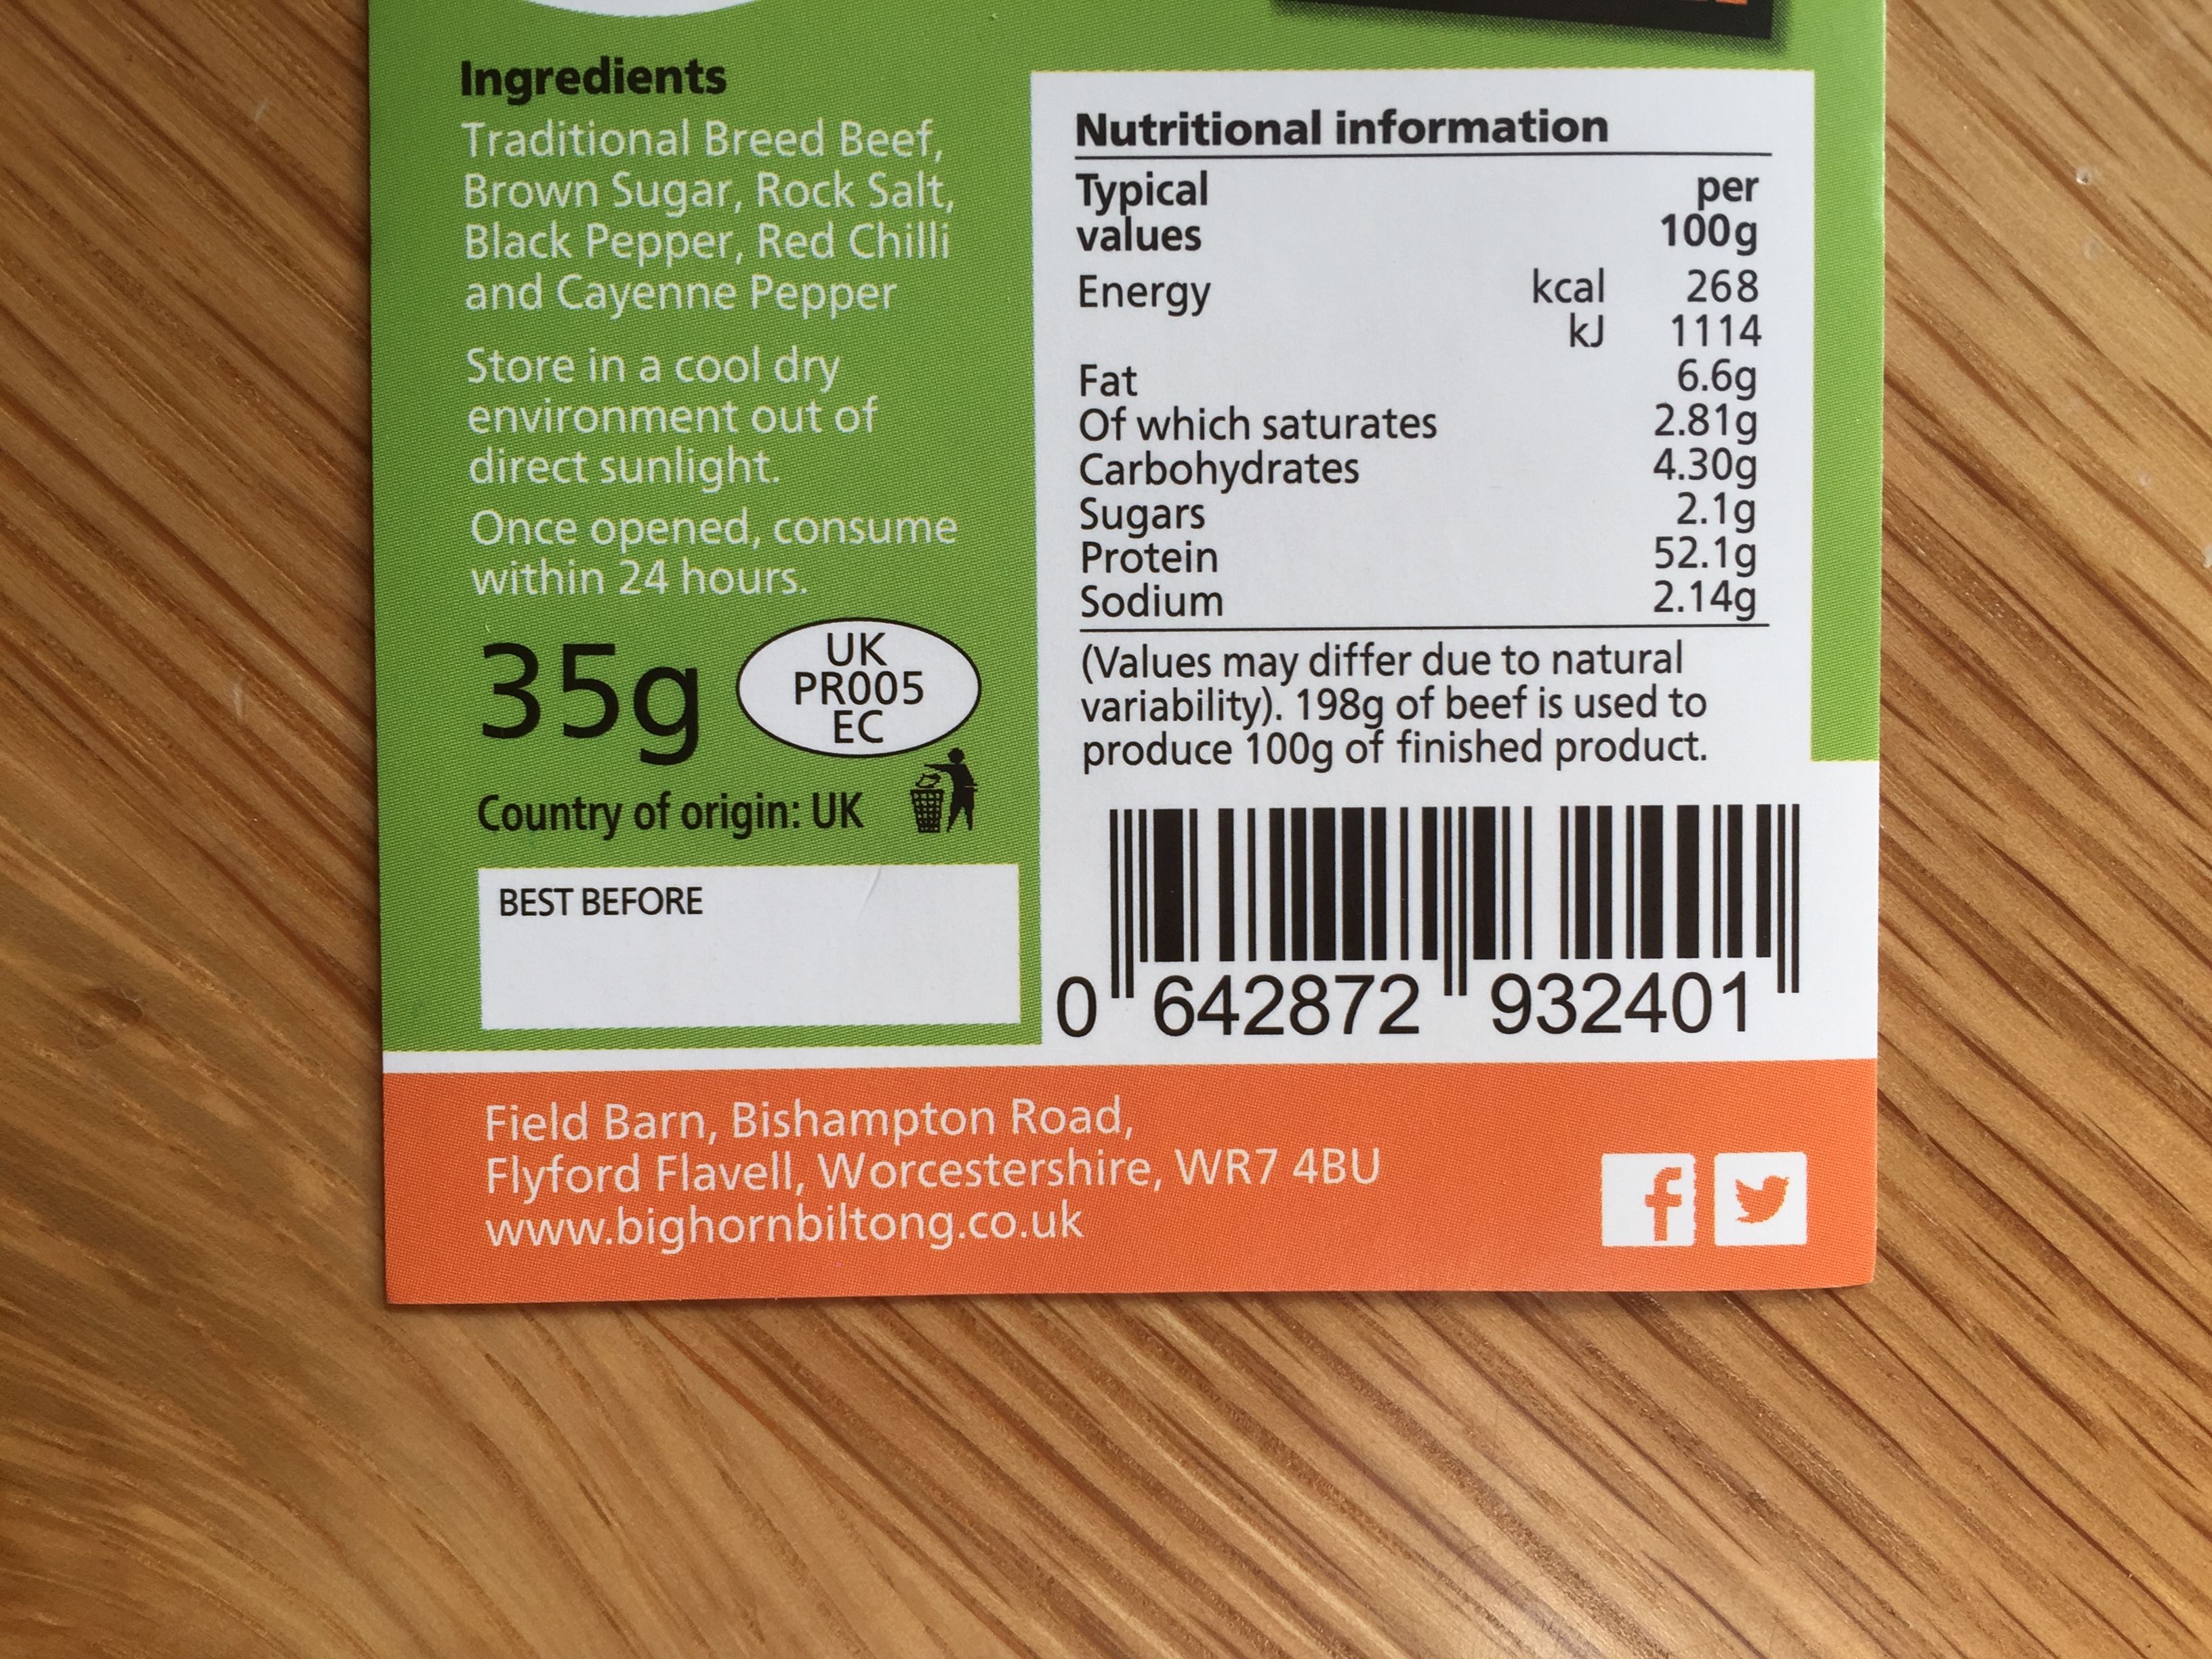 Ingredients
Traditional Breed Beef,
Brown Sugar, Rock Salt,
Black Pepper, Red Chilli
and Cayenne Pepper
Store in a cool dry
environment out of
direct sunlight.
Once opened, consume
within 24 hours.
35g
UK
PR005
EC
Country of origin: UK
BEST BEFORE
Nutritional information
Typical values per 100g
Energy kcal 268
kJ 1114
Fat 6.6g
Of which saturates 2.81g
Carbohydrates 4.30g
Sugars 2.1g
Protein 52.1g
Sodium 2.14g
(Values may differ due to natural
variability). 198g of beef is used to
produce 100g of finished product.
0 642872 932401
Field Barn, Bishampton Road,
Flyford Flavell, Worcestershire, WR7 4BU
www.bighornbiltong.co.uk
f